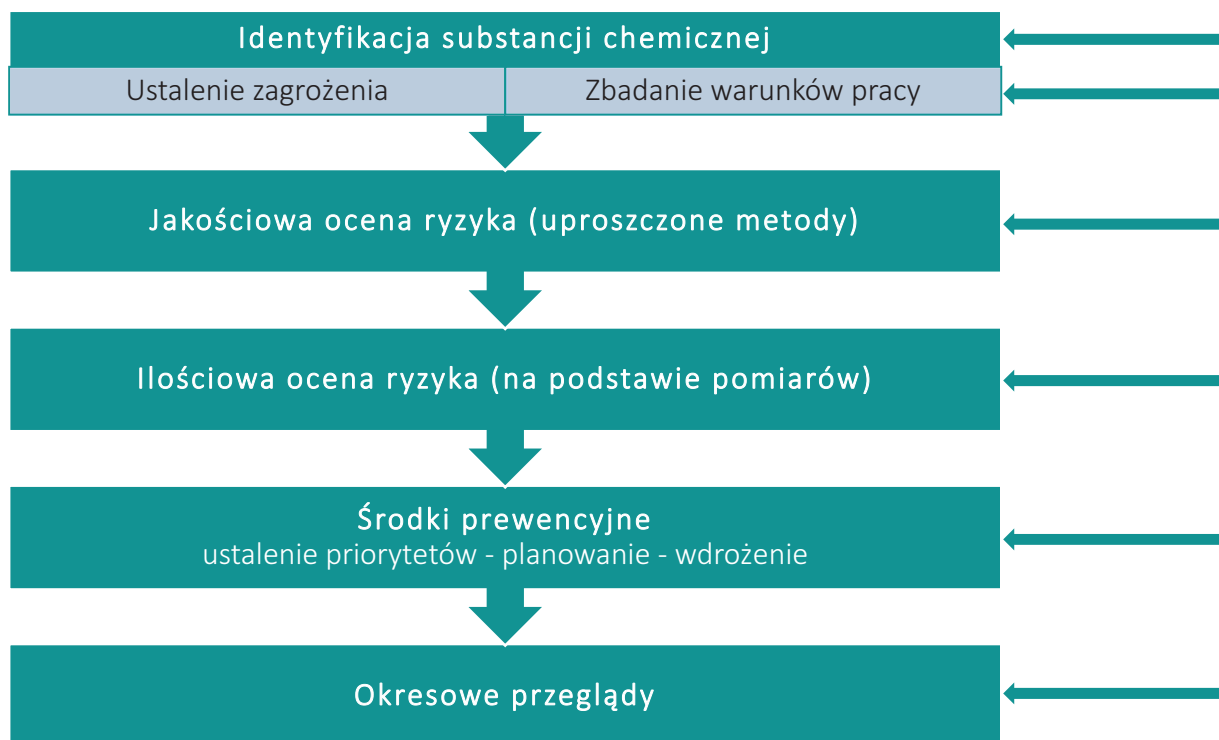 Identyfikacja substancji chemicznej
Ustalenie zagrożenia
Zbadanie warunków pracy
Jakościowa ocena ryzyka (uproszczone metody)
Ilościowa ocena ryzyka (na podstawie pomiarów)
Środki prewencyjne
ustalenie priorytetów - planowanie - wdrożenie
Okresowe przeglądy